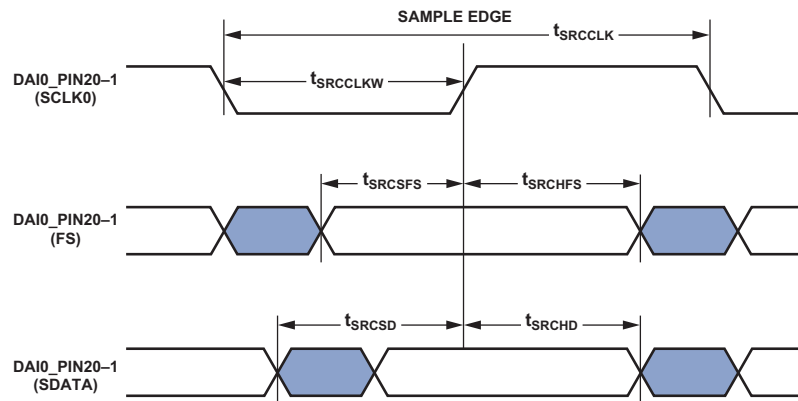 SAMPLE EDGE
tSRCCLK
DAI0_PIN20–1
(SCLK0)
tSRCCLKW
DAI0_PIN20–1
(FS)
tSRCSFS
tSRCHFS
DAI0_PIN20–1
(SDATA)
tSRCSD
tSRCHD